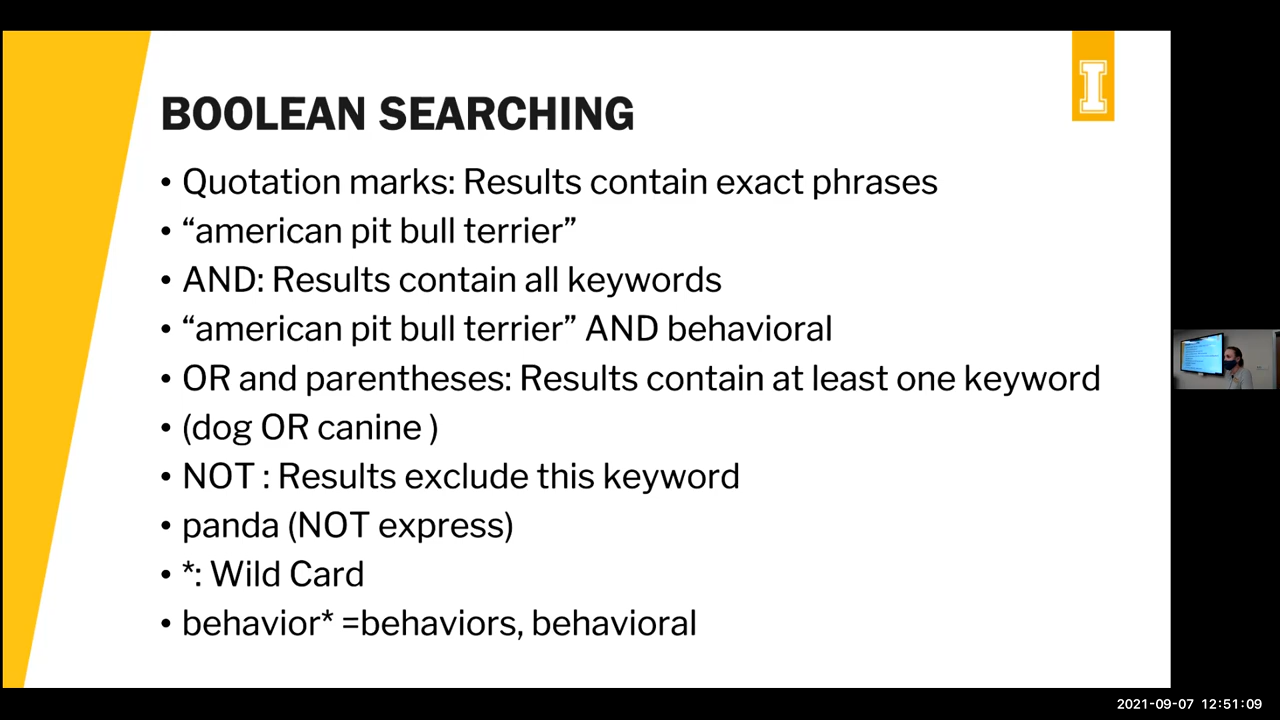 I
BOOLEAN SEARCHING
• Quotation marks: Results contain exact phrases
• “american pit bull terrier”
• AND: Results contain all keywords
• “american pit bull terrier” AND behavioral
• OR and parentheses: Results contain at least one keyword
• (dog OR canine )
• NOT : Results exclude this keyword
• panda (NOT express)
• *: Wild Card
• behavior* =behaviors, behavioral
2021-09-07 12:51:09